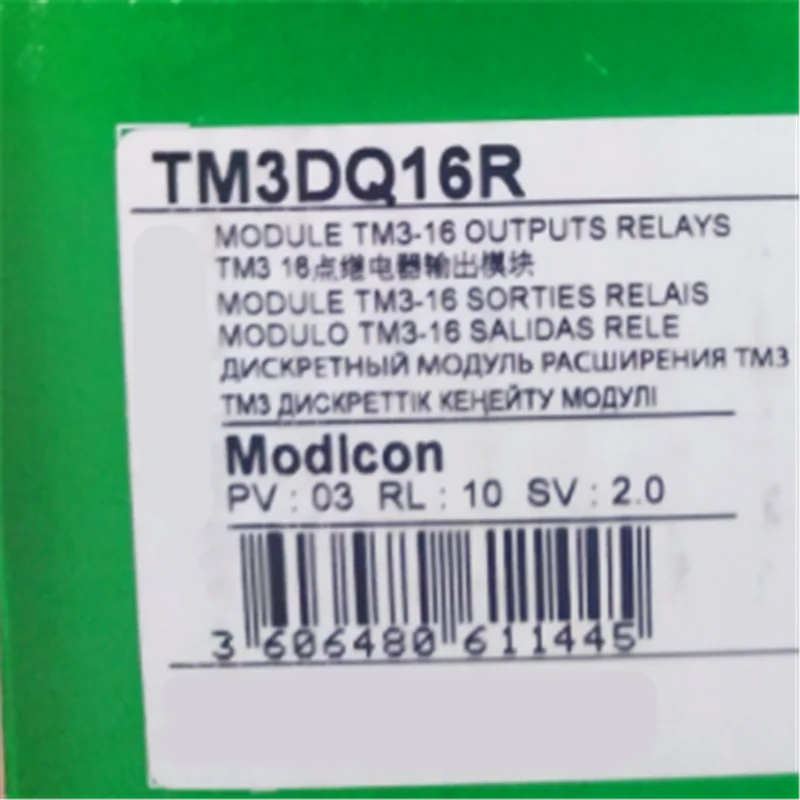 TM3DQ16R
MODULE TM3-16 OUTPUTS RELAYS
TM3 16点继电器输出模块
MODULE TM3-16 SORTIES RELAIS
MODULO TM3-16 SALIDAS RELE
ДИСКРЕТНЫЙ МОДУЛЬ РАСШИРЕНИЯ TM3
TM3 ДИСКРЕТТІК КЕҢЕЙТУ МОДУЛІ
Modicon
PV : 03 RL : 10 SV : 2.0
3 606480 611445